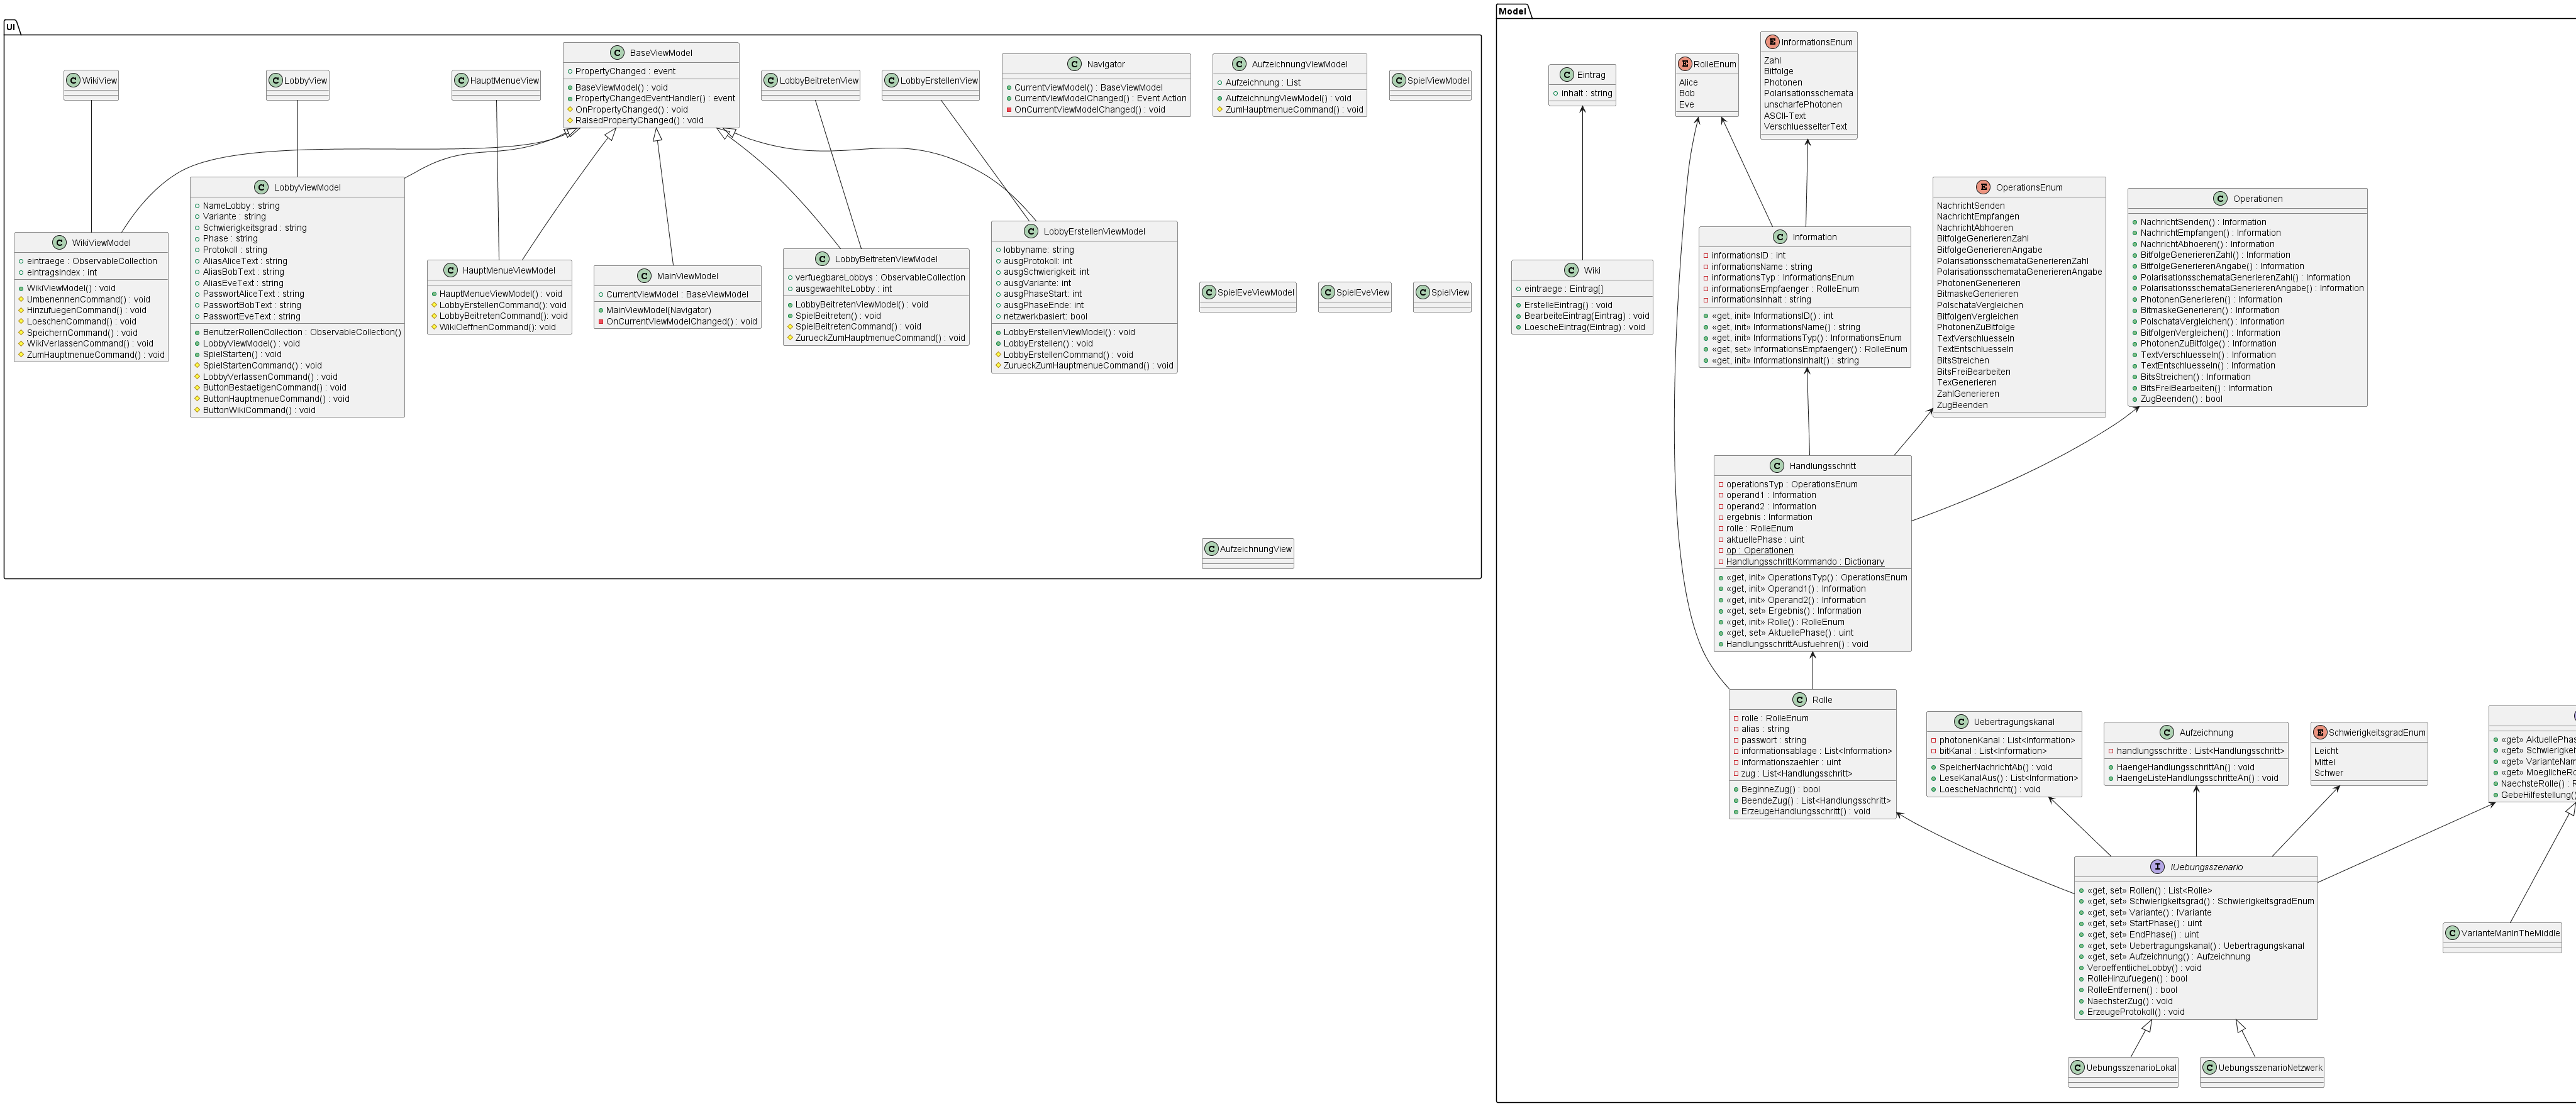 UI
WikiView
LobbyView
HauptMenueView
BaseViewModel
PropertyChanged : event
BaseViewModel() : void
PropertyChangedEventHandler() : event
OnPropertyChanged() : void
RaisedPropertyChanged() : void
LobbyBeitretenView
LobbyErstellenView
Navigator
CurrentViewModel() : BaseViewModel
CurrentViewModelChanged() : Event Action
OnCurrentViewModelChanged() : void
AufzeichnungViewModel
Aufzeichnung : List
AufzeichnungViewModel() : void
ZumHauptmenueCommand() : void
SpielViewModel
WikiViewModel
eintraege : ObservableCollection
eintragsIndex : int
WikiViewModel() : void
UmbenennenCommand() : void
HinzufuegenCommand() : void
LoeschenCommand() : void
SpeichernCommand() : void
WikiVerlassenCommand() : void
ZumHauptmenueCommand() : void
LobbyViewModel
NameLobby : string
Variante : string
Schwierigkeitsgrad : string
Phase : string
Protokoll : string
AliasAliceText : string
AliasBobText : string
AliasEveText : string
PasswortAliceText : string
PasswortBobText : string
PasswortEveText : string
BenutzerRollenCollection : ObservableCollection()
LobbyViewModel() : void
SpielStarten() : void
SpielStartenCommand() : void
LobbyVerlassenCommand() : void
ButtonBestaetigenCommand() : void
ButtonHauptmenueCommand() : void
ButtonWikiCommand() : void
HauptMenueViewModel
HauptMenueViewModel() : void
LobbyErstellenCommand(): void
LobbyBeitretenCommand(): void
WikiOeffnenCommand(): void
MainViewModel
CurrentViewModel : BaseViewModel
MainViewModel(Navigator)
OnCurrentViewModelChanged() : void
LobbyBeitretenViewModel
verfuegbareLobbys : ObservableCollection
ausgewaehlteLobby : int
LobbyBeitretenViewModel() : void
SpielBeitreten() : void
SpielBeitretenCommand() : void
ZurueckZumHauptmenueCommand() : void
LobbyErstellenViewModel
lobbyname: string
ausgProtokoll: int
ausgSchwierigkeit: int
ausgVariante: int
ausgPhaseStart: int
ausgPhaseEnde: int
netzwerkbasiert: bool
LobbyErstellenViewModel() : void
LobbyErstellen() : void
LobbyErstellenCommand() : void
ZurueckZumHauptmenueCommand() : void
SpielEveViewModel
SpielEveView
SpielView
AufzeichnungView
Model
Eintrag
inhalt : string
RolleEnum
Alice
Bob
Eve
InformationsEnum
Zahl
Bitfolge
Photonen
Polarisationsschemata
unscharfePhotonen
ASCII-Text
VerschluesselterText
Wiki
eintraege : Eintrag[]
ErstelleEintrag() : void
BearbeiteEintrag(Eintrag) : void
LoescheEintrag(Eintrag) : void
Information
informationsID : int
informationsName : string
informationsTyp : InformationsEnum
informationsEmpfaenger : RolleEnum
informationsInhalt : string
«get, init» InformationsID() : int
«get, init» InformationsName() : string
«get, init» InformationsTyp() : InformationsEnum
«get, set» InformationsEmpfaenger() : RolleEnum
«get, init» InformationsInhalt() : string
OperationsEnum
NachrichtSenden
NachrichtEmpfangen
NachrichtAbhoeren
BitfolgeGenerierenZahl
BitfolgeGenerierenAngabe
PolarisationsschemataGenerierenZahl
PolarisationsschemataGenerierenAngabe
PhotonenGenerieren
BitmaskeGenerieren
PolschataVergleichen
BitfolgenVergleichen
PhotonenZuBitfolge
TextVerschluesseln
TextEntschluesseln
BitsStreichen
BitsFreiBearbeiten
TexGenerieren
ZahlGenerieren
ZugBeenden
Operationen
NachrichtSenden() : Information
NachrichtEmpfangen() : Information
NachrichtAbhoeren() : Information
BitfolgeGenerierenZahl() : Information
BitfolgeGenerierenAngabe() : Information
PolarisationsschemataGenerierenZahl() : Information
PolarisationsschemataGenerierenAngabe() : Information
PhotonenGenerieren() : Information
BitmaskeGenerieren() : Information
PolschataVergleichen() : Information
BitfolgenVergleichen() : Information
PhotonenZuBitfolge() : Information
TextVerschluesseln() : Information
TextEntschluesseln() : Information
BitsStreichen() : Information
BitsFreiBearbeiten() : Information
ZugBeenden() : bool
Handlungsschritt
operationsTyp : OperationsEnum
operand1 : Information
operand2 : Information
ergebnis : Information
rolle : RolleEnum
aktuellePhase : uint
op : Operationen
HandlungsschrittKommando : Dictionary
«get, init» OperationsTyp() : OperationsEnum
«get, init» Operand1() : Information
«get, init» Operand2() : Information
«get, set» Ergebnis() : Information
«get, init» Rolle() : RolleEnum
«get, set» AktuellePhase() : uint
HandlungsschrittAusfuehren() : void
Rolle
rolle : RolleEnum
alias : string
passwort : string
informationsablage : List<Information>
informationszaehler : uint
zug : List<Handlungsschritt>
BeginneZug() : bool
BeendeZug() : List<Handlungsschritt>
ErzeugeHandlungsschritt() : void
Uebertragungskanal
photonenKanal : List<Information>
bitKanal : List<Information>
SpeicherNachrichtAb() : void
LeseKanalAus() : List<Information>
LoescheNachricht() : void
Aufzeichnung
handlungsschritte : List<Handlungsschritt>
HaengeHandlungsschrittAn() : void
HaengeListeHandlungsschritteAn() : void
SchwierigkeitsgradEnum
Leicht
Mittel
Schwer
«get» AktuellePhas
«get» Schwierigkei
«get» VarianteNam
«get» MoeglicheRo
NaechsteRolle() : R
GebeHilfestellung()
IUebungsszenario
«get, set» Rollen() : List<Rolle>
«get, set» Schwierigkeitsgrad() : SchwierigkeitsgradEnum
«get, set» Variante() : IVariante
«get, set» StartPhase() : uint
«get, set» EndPhase() : uint
«get, set» Uebertragungskanal() : Uebertragungskanal
«get, set» Aufzeichnung() : Aufzeichnung
VeroeffentlicheLobby() : void
RolleHinzufuegen() : bool
RolleEntfernen() : bool
NaechsterZug() : void
ErzeugeProtokoll() : void
VarianteManInTheMiddle
UebungsszenarioLokal
UebungsszenarioNetzwerk